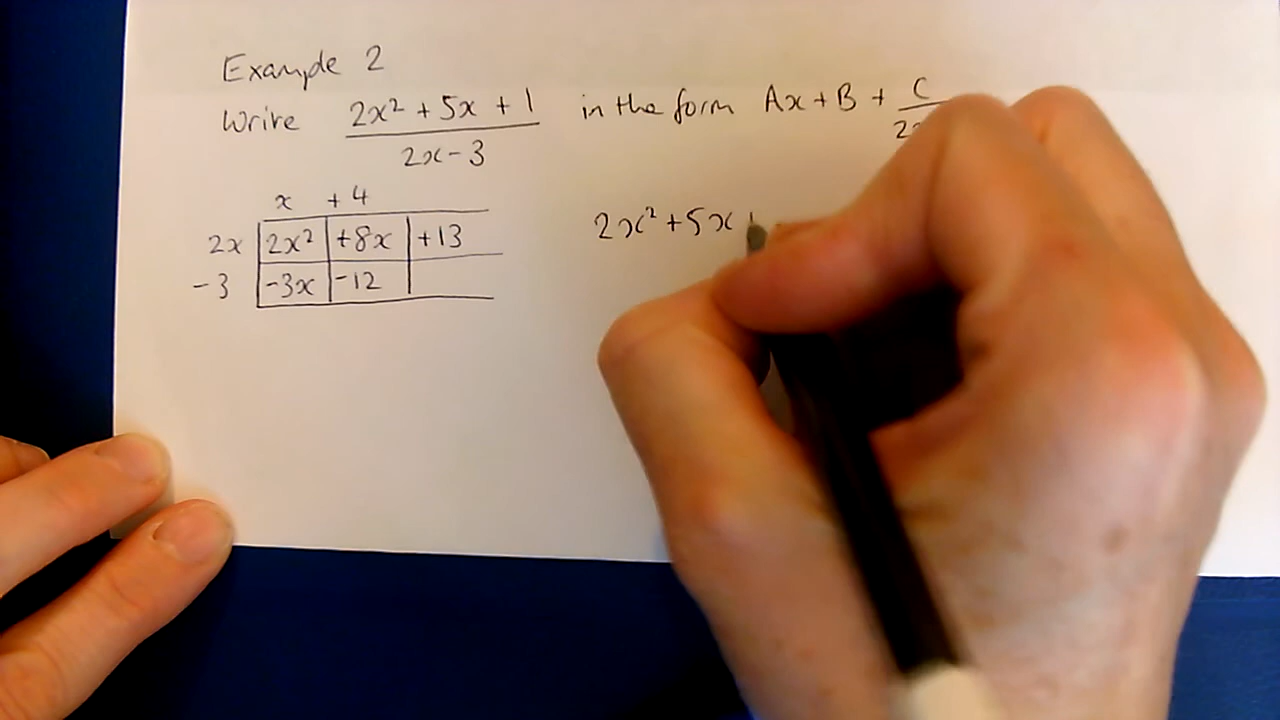 Example 2
Write 2x² + 5x + 1 in the form Ax + B + C
2x - 3 2
x + 4
2x 2x² +8x +13
-3 -3x -12
2x² + 5x